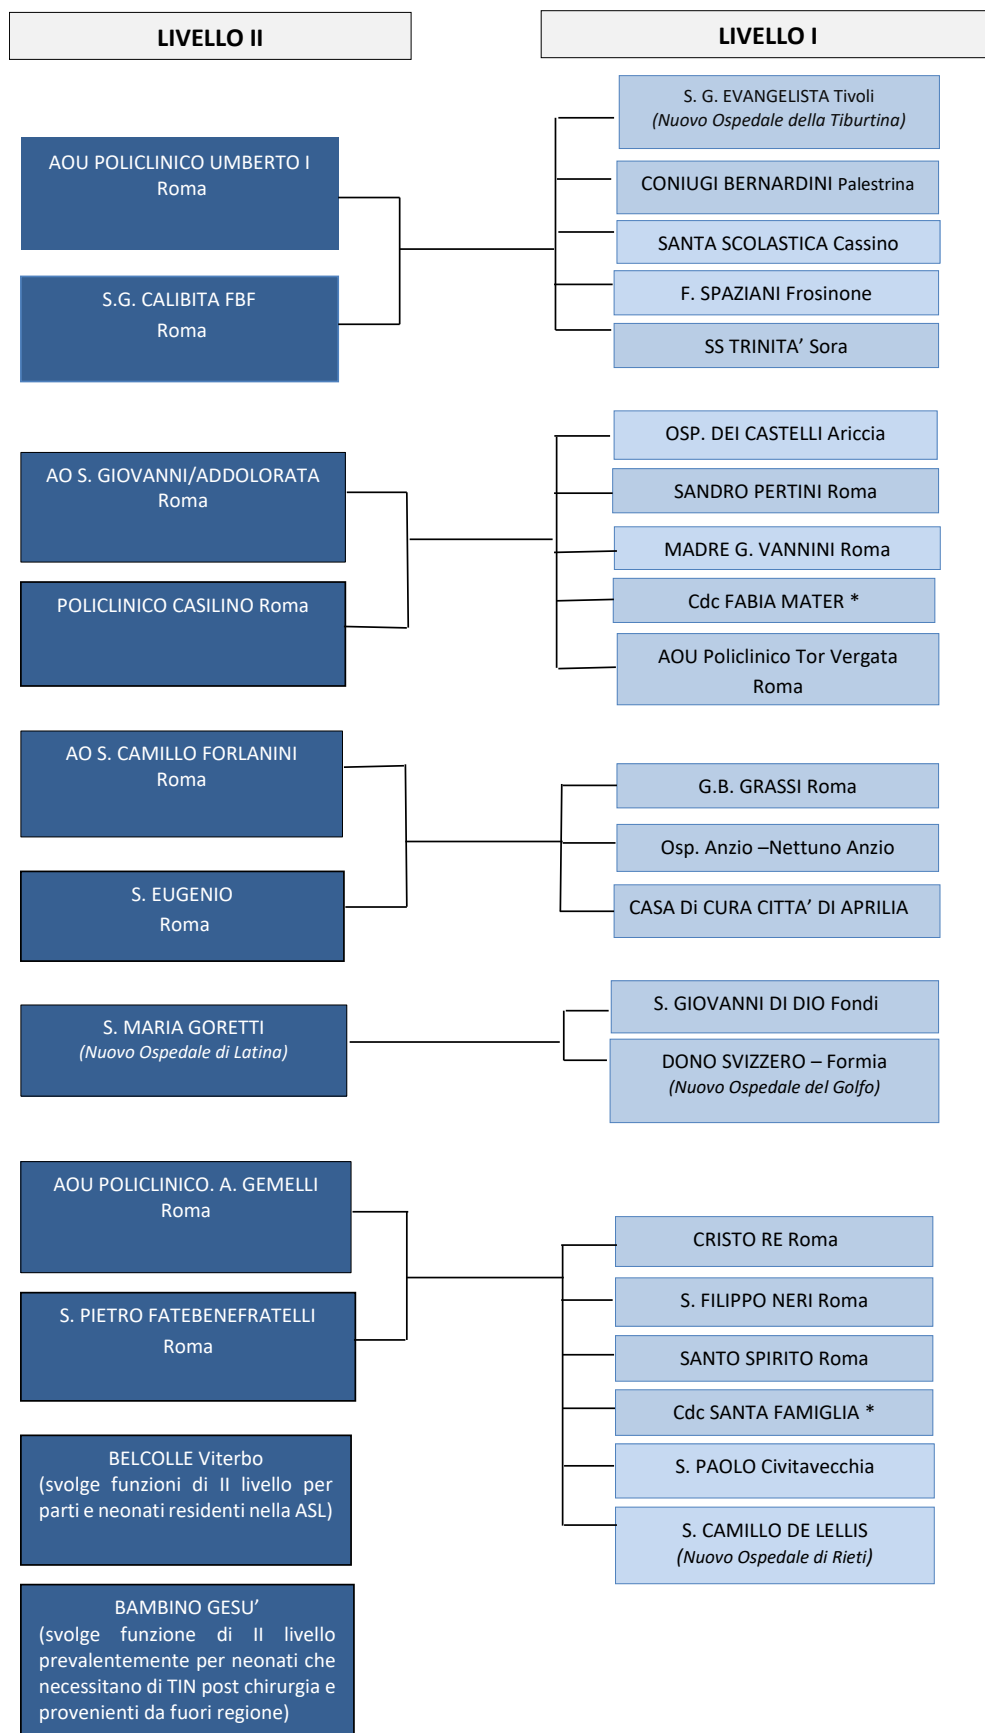 LIVELLO II
LIVELLO I
AOU POLICLINICO UMBERTO I
Roma
S.G. CALIBITA FBF
Roma
S. G. EVANGELISTA Tivoli
(Nuovo Ospedale della Tiburtina)
CONIUGI BERNARDINI Palestrina
SANTA SCOLASTICA Cassino
F. SPAZIANI Frosinone
SS TRINITA’ Sora
AO S. GIOVANNI/ADDOLORATA
Roma
POLICLINICO CASILINO Roma
OSP. DEI CASTELLI Ariccia
SANDRO PERTINI Roma
MADRE G. VANNINI Roma
Cdc FABIA MATER *
AOU Policlinico Tor Vergata
Roma
AO S. CAMILLO FORLANINI
Roma
S. EUGENIO
Roma
G.B. GRASSI Roma
Osp. Anzio –Nettuno Anzio
CASA Di CURA CITTA’ DI APRILIA
S. MARIA GORETTI
(Nuovo Ospedale di Latina)
S. GIOVANNI DI DIO Fondi
DONO SVIZZERO – Formia
(Nuovo Ospedale del Golfo)
AOU POLICLINICO. A. GEMELLI
Roma
S. PIETRO FATEBENEFRATELLI
Roma
CRISTO RE Roma
S. FILIPPO NERI Roma
SANTO SPIRITO Roma
Cdc SANTA FAMIGLIA *
S. PAOLO Civitavecchia
S. CAMILLO DE LELLIS
(Nuovo Ospedale di Rieti)
BELCOLLE Viterbo
(svolge funzioni di II livello per
parti e neonati residenti nella ASL)
BAMBINO GESU’
(svolge funzione di II livello
prevalentemente per neonati che
necessitano di TIN post chirurgia e
provenienti da fuori regione)